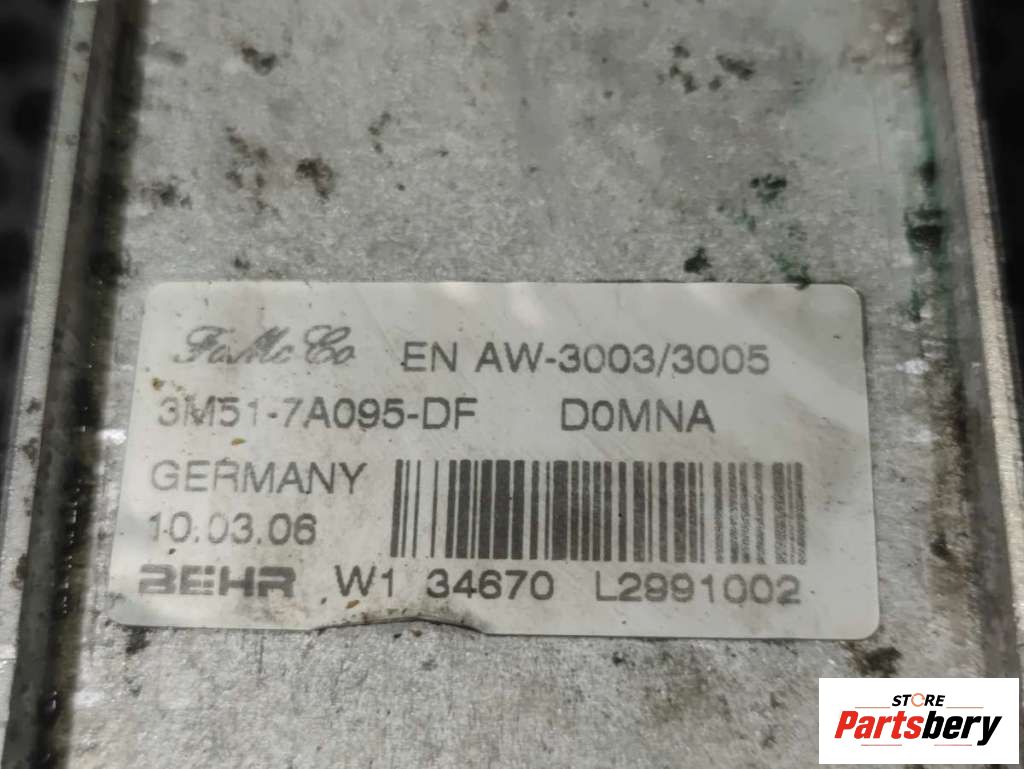 FoMoCo EN AW-3003/3005
3M51-7A095-DF D0MNA
GERMANY
10.03.06
BEHR W1 34670 L2991002
STORE
Partsbery